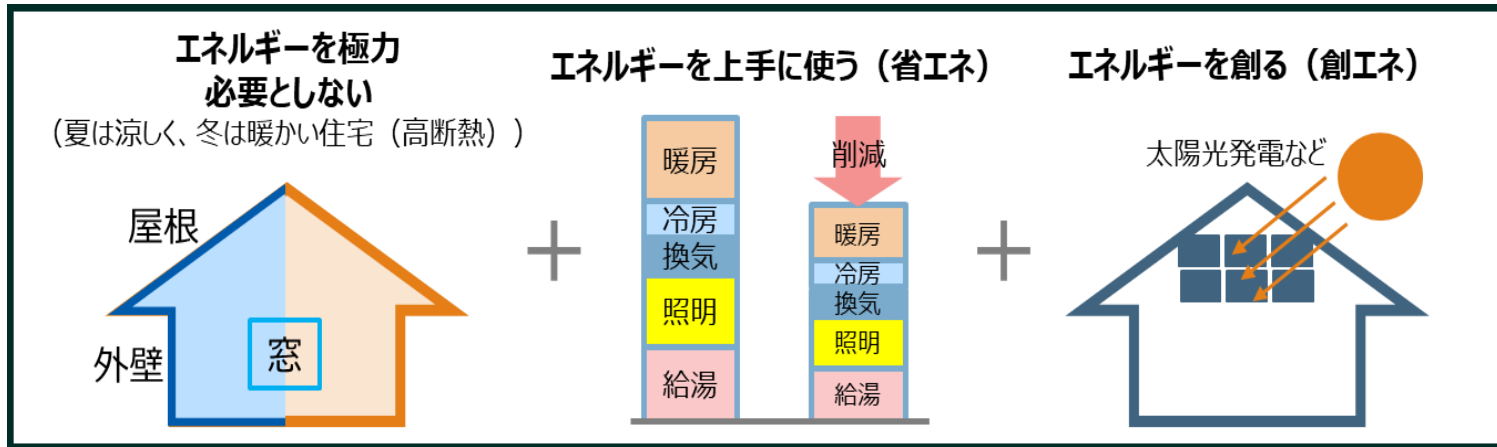 エネルギーを極力
必要としない
（夏は涼しく、冬は暖かい住宅（高断熱））
屋根
外壁
窓
＋
エネルギーを上手に使う（省エネ）
暖房
冷房
換気
照明
給湯
削減
暖房
冷房
換気
照明
給湯
＋
エネルギーを創る（創エネ）
太陽光発電など